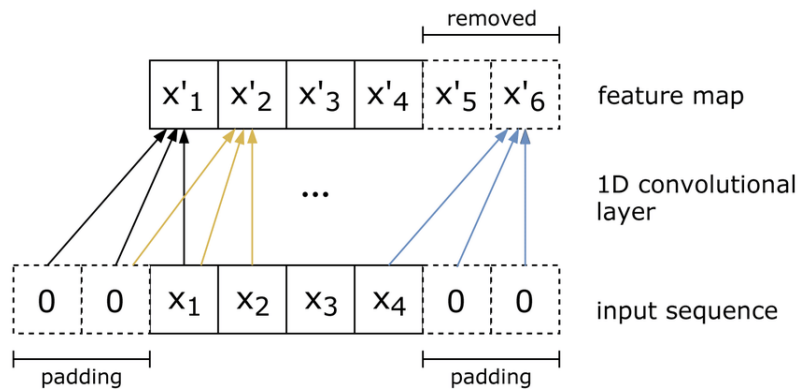 removed
x'₁ x'₂ x'₃ x'₄ x'₅ x'₆ feature map
... 1D convolutional
layer
0 0 x₁ x₂ x₃ x₄ 0 0 input sequence
padding padding